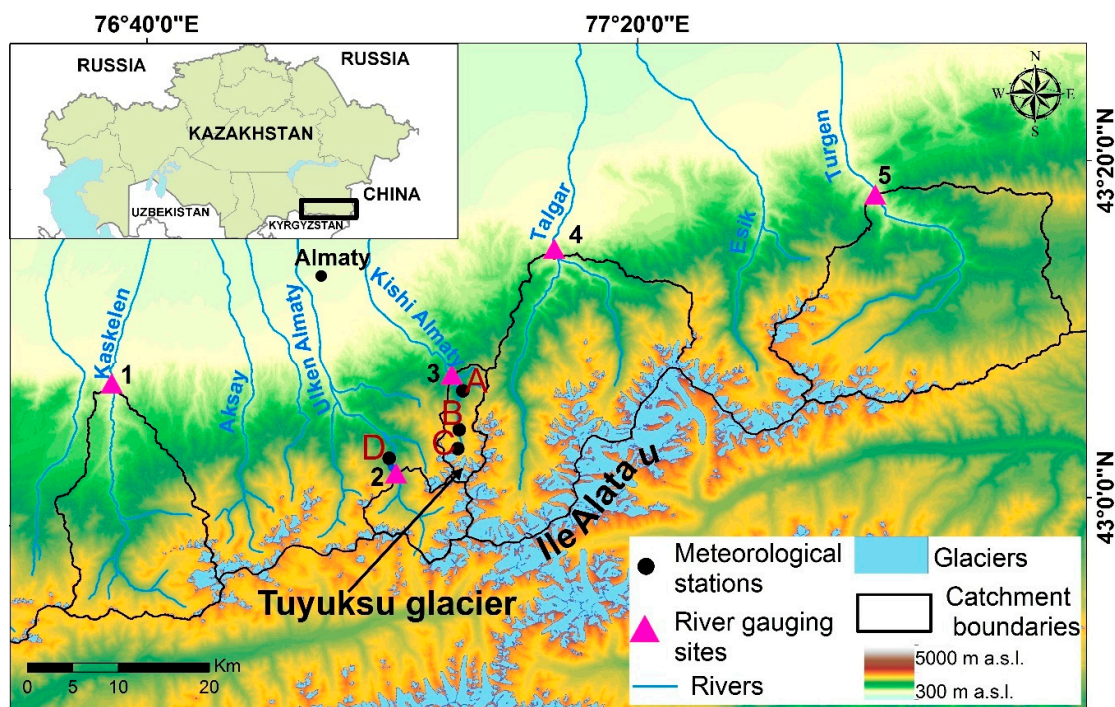 76°40'0"E
77°20'0"E
RUSSIA
RUSSIA
KAZAKHSTAN
CHINA
UZBEKISTAN
KYRGYZSTAN
N
W
E
S
43°20'0"N
43°0'0"N
Almaty
Kaskelen
Aksay
Ulken Almaty
Kishi Almaty
Talgar
Esik
Turgen
1
2
3
4
5
A
B
C
D
Ile Alatau
Tuyuksu glacier
Km
0 5 10 20
Meteorological
stations
River gauging
sites
Rivers
Glaciers
Catchment
boundaries
5000 m a.s.l.
300 m a.s.l.